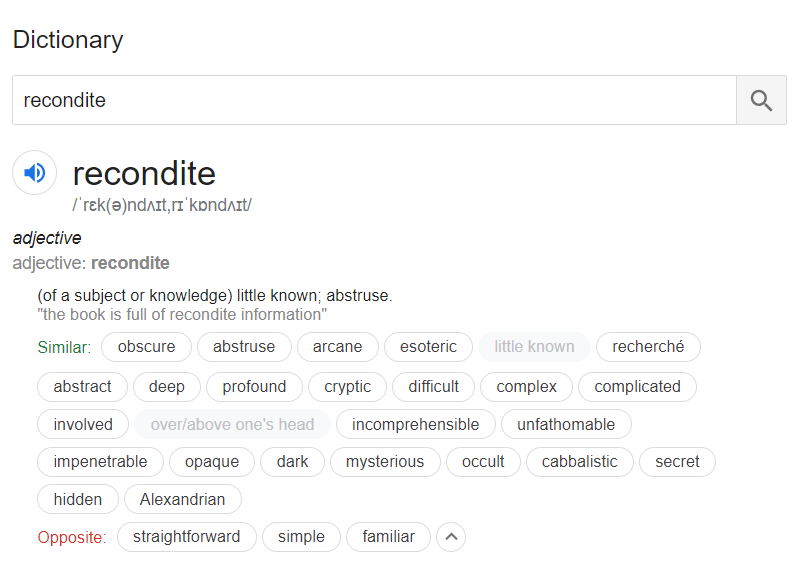 Dictionary
recondite
recondite
/ˈrɛk(ə)ndʌɪt,rɪˈkɒndʌɪt/
adjective
adjective: recondite
(of a subject or knowledge) little known; abstruse.
"the book is full of recondite information"
Similar: obscure abstruse arcane esoteric little known recherché
abstract deep profound cryptic difficult complex complicated
involved over/above one's head incomprehensible unfathomable
impenetrable opaque dark mysterious occult cabbalistic secret
hidden Alexandrian
Opposite: straightforward simple familiar